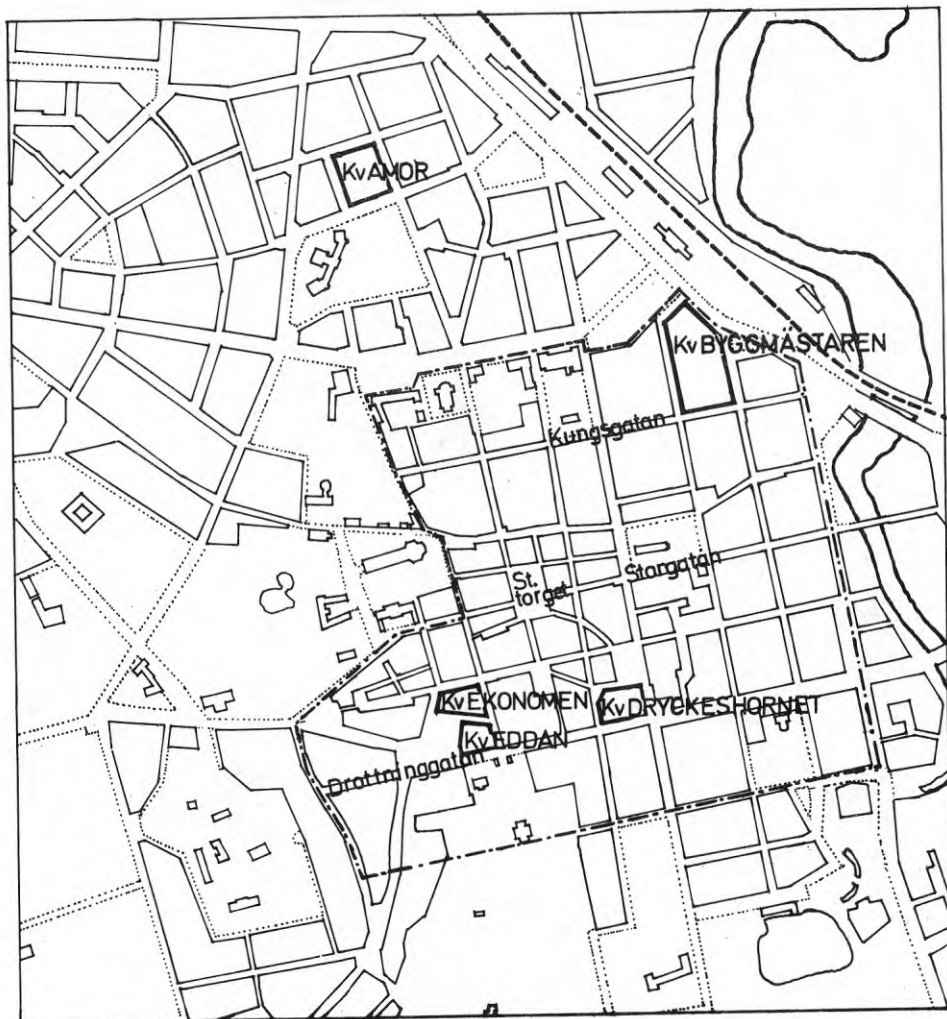 Kv AMOR
Kv BYGGMÄSTAREN
Kungsgatan
Storgatan
St.
torget
Kv EKONOMEN
Kv DRYCKESHORNET
Kv EDDAN
Drottninggatan